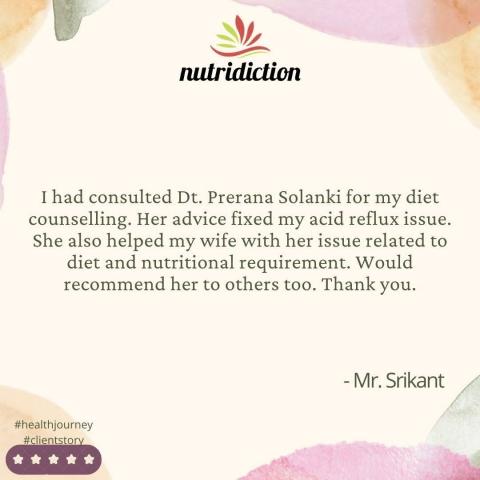 nutridiction
I had consulted Dt. Prerana Solanki for my diet
counselling. Her advice fixed my acid reflux issue.
She also helped my wife with her issue related to
diet and nutritional requirement. Would
recommend her to others too. Thank you.
- Mr. Srikant
#healthjourney
#clientstory